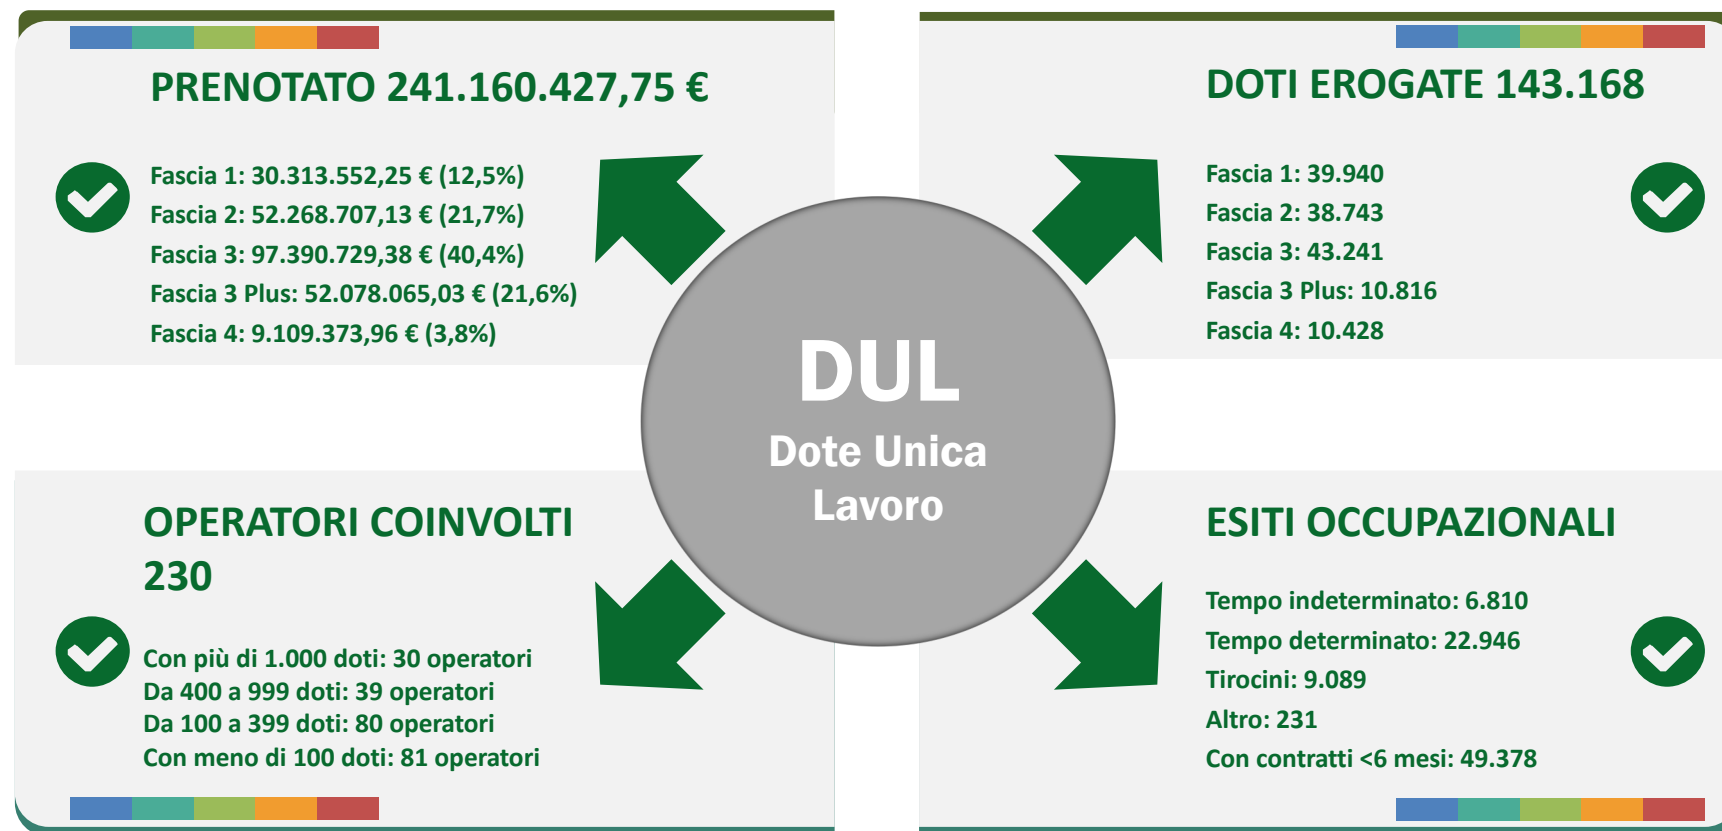 PRENOTATO 241.160.427,75 €
Fascia 1: 30.313.552,25 € (12,5%)
Fascia 2: 52.268.707,13 € (21,7%)
Fascia 3: 97.390.729,38 € (40,4%)
Fascia 3 Plus: 52.078.065,03 € (21,6%)
Fascia 4: 9.109.373,96 € (3,8%)
DOTI EROGATE 143.168
Fascia 1: 39.940
Fascia 2: 38.743
Fascia 3: 43.241
Fascia 3 Plus: 10.816
Fascia 4: 10.428
DUL
Dote Unica
Lavoro
OPERATORI COINVOLTI
230
Con più di 1.000 doti: 30 operatori
Da 400 a 999 doti: 39 operatori
Da 100 a 399 doti: 80 operatori
Con meno di 100 doti: 81 operatori
ESITI OCCUPAZIONALI
Tempo indeterminato: 6.810
Tempo determinato: 22.946
Tirocini: 9.089
Altro: 231
Con contratti <6 mesi: 49.378